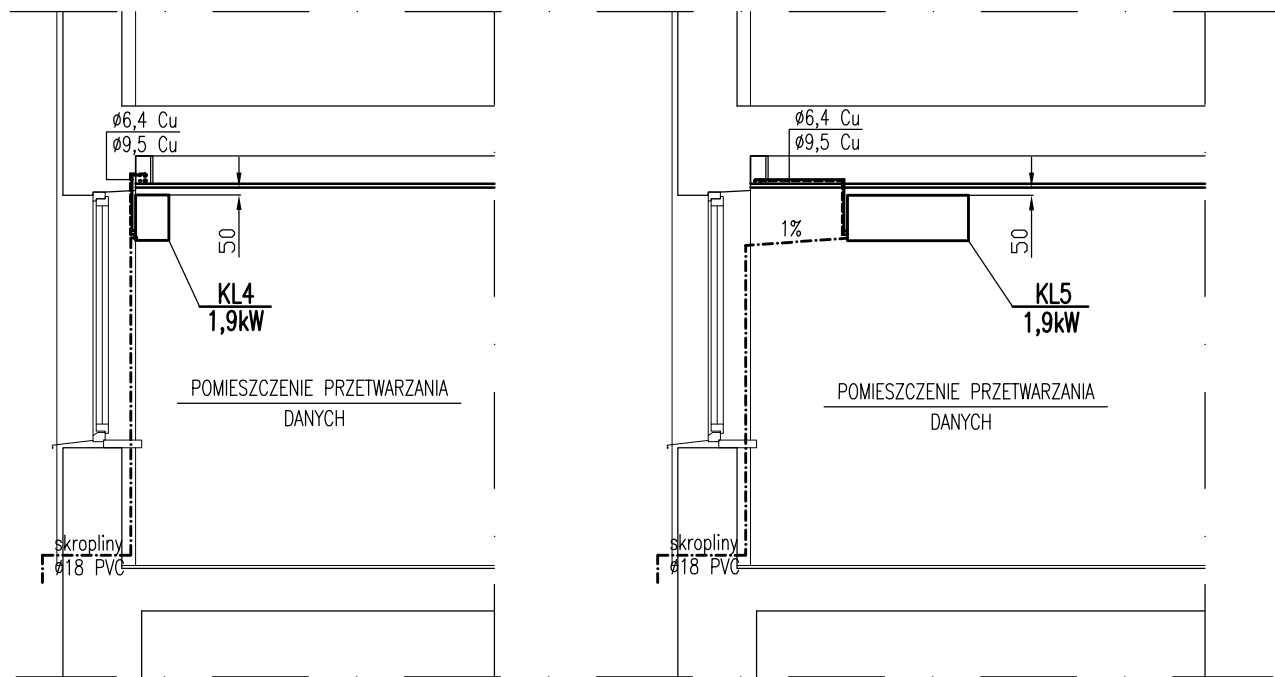 ø6,4 Cu
ø9,5 Cu
50
KL4
1,9kW
POMIESZCZENIE PRZETWARZANIA
DANYCH
skropliny
ø18 PVC
ø6,4 Cu
ø9,5 Cu
1%
50
KL5
1,9kW
POMIESZCZENIE PRZETWARZANIA
DANYCH
skropliny
ø18 PVC